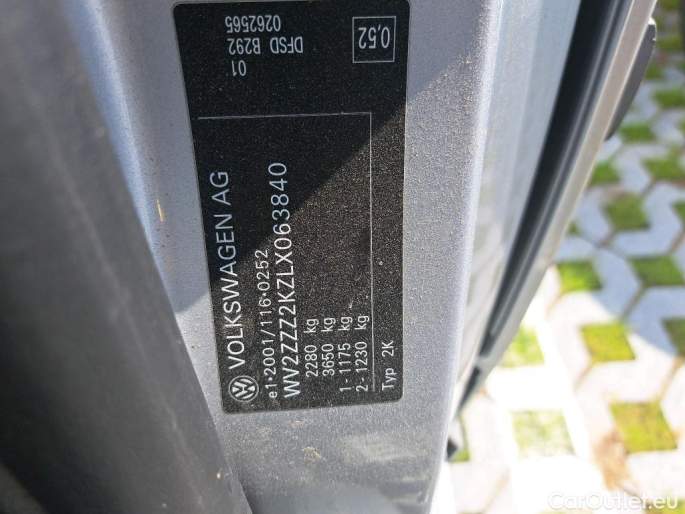 VOLKSWAGEN AG
e1*2001/116*0252
WV2ZZZ2KZLX063840
2280 kg
3650 kg
1- 1175 kg
2- 1230 kg
Typ 2K
01
DFSD B292
0262565
0,52
CarOutlet.eu